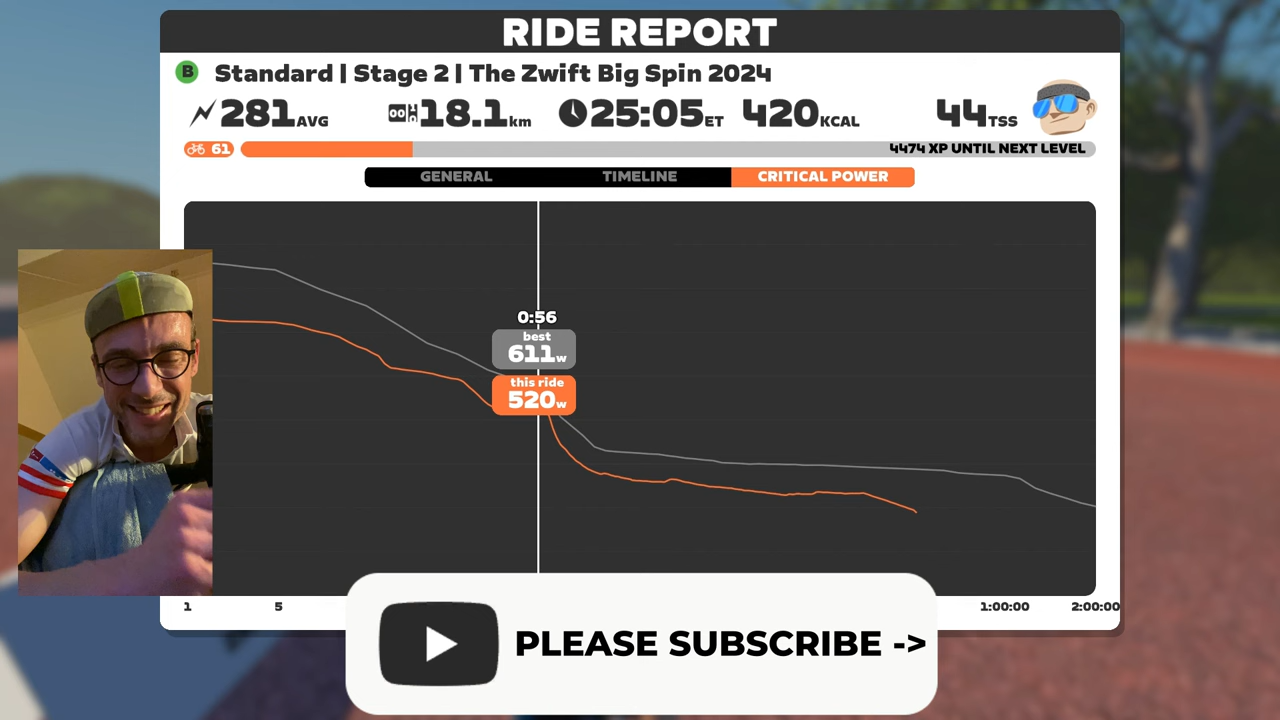 RIDE REPORT
B Standard | Stage 2 | The Zwift Big Spin 2024
281AVG 18.1km 25:05ET 420KCAL 44TSS
61 4474 XP UNTIL NEXT LEVEL
GENERAL TIMELINE CRITICAL POWER
0:56
best
611w
this ride
520w
1 5 1:00:00 2:00:00
PLEASE SUBSCRIBE ->